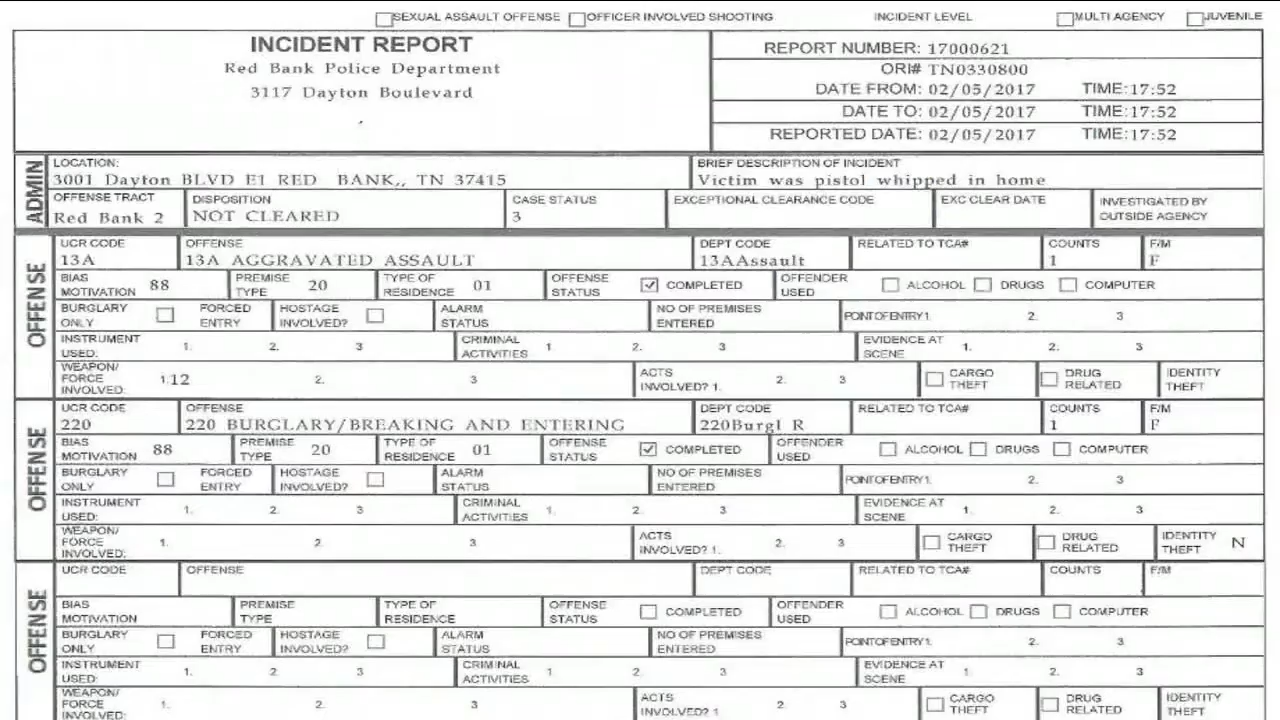 SEXUAL ASSAULT OFFENSE OFFICER INVOLVED SHOOTING INCIDENT LEVEL MULTI AGENCY JUVENILE
INCIDENT REPORT
Red Bank Police Department
3117 Dayton Boulevard
REPORT NUMBER: 17000621
ORI# TN0330800
DATE FROM: 02/05/2017 TIME:17:52
DATE TO: 02/05/2017 TIME:17:52
REPORTED DATE: 02/05/2017 TIME:17:52
ADMIN
LOCATION: BRIEF DESCRIPTION OF INCIDENT
3001 Dayton BLVD E1 RED BANK,, TN 37415 Victim was pistol whipped in home
OFFENSE TRACT DISPOSITION CASE STATUS EXCEPTIONAL CLEARANCE CODE EXC CLEAR DATE INVESTIGATED BY
Red Bank 2 NOT CLEARED 3 OUTSIDE AGENCY
OFFENSE
UCR CODE OFFENSE DEPT CODE RELATED TO TCA# COUNTS F/M
13A 13A AGGRAVATED ASSAULT 13AAssault 1 F
BIAS PREMISE TYPE OF OFFENSE OFFENDER
MOTIVATION 88 TYPE 20 RESIDENCE 01 STATUS COMPLETED USED ALCOHOL DRUGS COMPUTER
BURGLARY FORCED HOSTAGE ALARM NO OF PREMISES
ONLY ENTRY INVOLVED? STATUS ENTERED POINT OF ENTRY 1. 2. 3
INSTRUMENT CRIMINAL EVIDENCE AT
USED: 1. 2. 3 ACTIVITIES 1. 2. 3 SCENE 1. 2. 3
WEAPON/ ACTS CARGO DRUG IDENTITY
FORCE 1.12 2. 3 INVOLVED? 1. 2. 3 THEFT RELATED THEFT
INVOLVED:
OFFENSE
UCR CODE OFFENSE DEPT CODE RELATED TO TCA# COUNTS F/M
220 220 BURGLARY/BREAKING AND ENTERING 220Burgl R 1 F
BIAS PREMISE TYPE OF OFFENSE OFFENDER
MOTIVATION 88 TYPE 20 RESIDENCE 01 STATUS COMPLETED USED ALCOHOL DRUGS COMPUTER
BURGLARY FORCED HOSTAGE ALARM NO OF PREMISES
ONLY ENTRY INVOLVED? STATUS ENTERED POINT OF ENTRY 1. 2. 3
INSTRUMENT CRIMINAL EVIDENCE AT
USED: 1. 2. 3 ACTIVITIES 1. 2. 3 SCENE 1. 2. 3
WEAPON/ ACTS CARGO DRUG IDENTITY
FORCE 1. 2. 3 INVOLVED? 1. 2. 3 THEFT RELATED THEFT N
INVOLVED:
OFFENSE
UCR CODE OFFENSE DEPT CODE RELATED TO TCA# COUNTS F/M
BIAS PREMISE TYPE OF OFFENSE OFFENDER
MOTIVATION TYPE RESIDENCE STATUS COMPLETED USED ALCOHOL DRUGS COMPUTER
BURGLARY FORCED HOSTAGE ALARM NO OF PREMISES
ONLY ENTRY INVOLVED? STATUS ENTERED POINT OF ENTRY 1. 2. 3
INSTRUMENT CRIMINAL EVIDENCE AT
USED: 1. 2. 3 ACTIVITIES 1. 2. 3 SCENE 1. 2. 3
WEAPON/ ACTS CARGO DRUG IDENTITY
FORCE 1. 2. 3 INVOLVED? 1 2. 3 THEFT RELATED THEFT
INVOLVED: